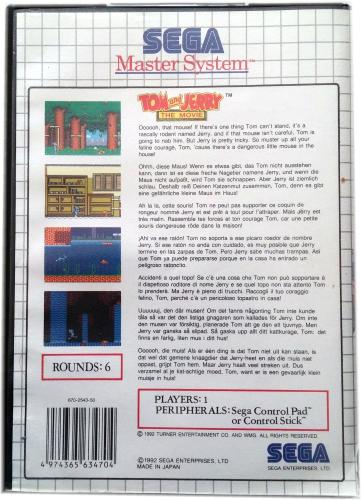 SEGA
Master System™
TOM and JERRY™
THE MOVIE
Ooooh, that mouse! If there's one thing Tom can't stand, it's a
rascally rodent named Jerry, and if that mouse isn't careful, Tom is
going to nab him. But Jerry is pretty tricky. So muster up all your
feline courage, Tom, 'cause there's a dangerous little mouse in the
house!
Ohhh, diese Maus! Wenn es etwas gibt, das Tom nicht ausstehen
kann, dann ist es diese freche Nagetier namens Jerry, und wenn die
Maus nicht aufpaßt, wird Tom sie schnappen. Aber Jerry ist ziemlich
schlau. Deshalb reiß Deinen Katzenmut zusammen, Tom, denn es gibt
eine gefährliche kleine Maus im Haus!
Ah la la, cette souris! Tom ne peut pas supporter ce coquin de
rongeur nommé Jerry et est prêt à tout pour l'attraper. Mais Jerry est
très malin. Rassemble tes forces et ton courage Tom, car une petite
souris dangereuse rôde dans la maison!
¡Ah! ¡ese ratón! Tom no soporta a ese pícaro roedor de nombre
Jerry. Si ese ratón no anda con cuidado, es muy posible que Jerry
termine en las zarpas de Tom. Pero Jerry sabe muchas trampas. Así
que Tom ¡a puede prepararse porque en la casa ha entrado un
peligroso ratoncito.
Accidenti a quel topo! Se c'è una cosa che Tom non può sopportare è
il dispettoso roditore di nome Jerry e se quel topo non sta attento Tom
lo prenderà. Ma Jerry è pieno di trucchi. Raccogli il tuo coraggio
felino, Tom, perché c'è un pericoloso topastro in casa!
Uuuuuj, den där musen! Om det fanns någonting Tom inte kunde
tåla så var det den listige gnagaren som kallades för Jerry. Om inte
den musen var försiktig, planerade Tom att ge den ett tjuvnyp. Men
Jerry var ganska så slipad. Så gaska upp allt ditt kattkurage, Tom: det
finns en farlig, liten mus i ditt hus!
Ooooh, die muis! Als er één ding is dat Tom niet uit kan staan, is
dat wel dat gemene knaagdier dat Jerry-heet en als die muis niet
oppast, grijpt Tom hem. Maar Jerry haalt veel streken uit. Dus
verzamel al je kat-achtige moed, Tom, want er is een gevaarlijk klein
muisje in huis!
ROUNDS: 6
670-2543-50
4 974365 634704
PLAYERS: 1
PERIPHERALS: Sega Control Pad™
or Control Stick™
© 1992 TURNER ENTERTAINMENT CO. AND WMG. ALL RIGHTS RESERVED.
©1992 SEGA ENTERPRISES, LTD.
MADE IN JAPAN
SEGA
SEGA ENTERPRISES, LTD.